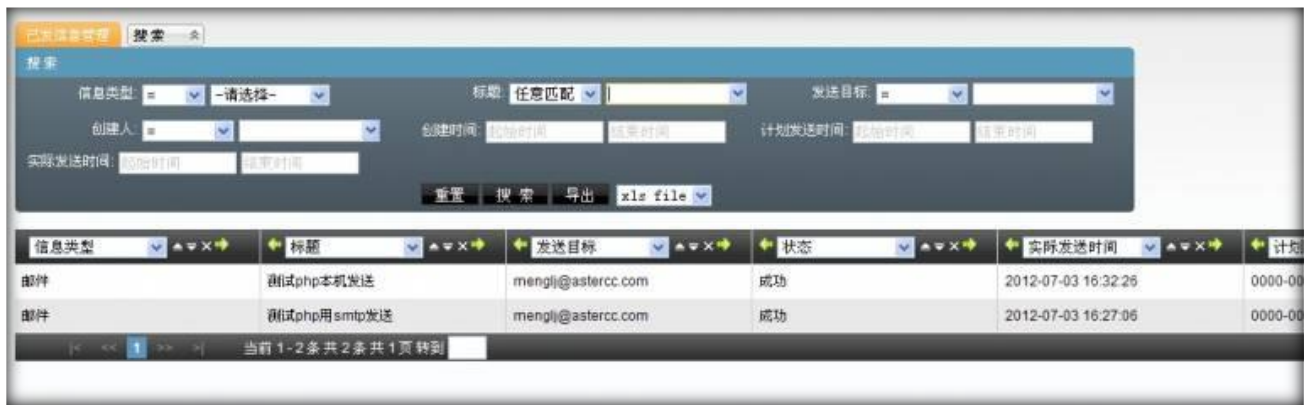 已发信息管理 搜索
搜索
信息类型: = -请选择- 标题: 任意匹配 发送目标: =
创建人: = 创建时间: 起始时间 结束时间 计划发送时间: 起始时间 结束时间
实际发送时间: 起始时间 结束时间
重置 搜 索 导出 xls file
信息类型 标题 发送目标 状态 实际发送时间 计划
邮件 测试php本机发送 menglj@astercc.com 成功 2012-07-03 16:32:26 0000-00
邮件 测试php用smtp发送 menglj@astercc.com 成功 2012-07-03 16:27:06 0000-00
|< << 1 >> >| 当前 1-2条 共2条 共1页 转到